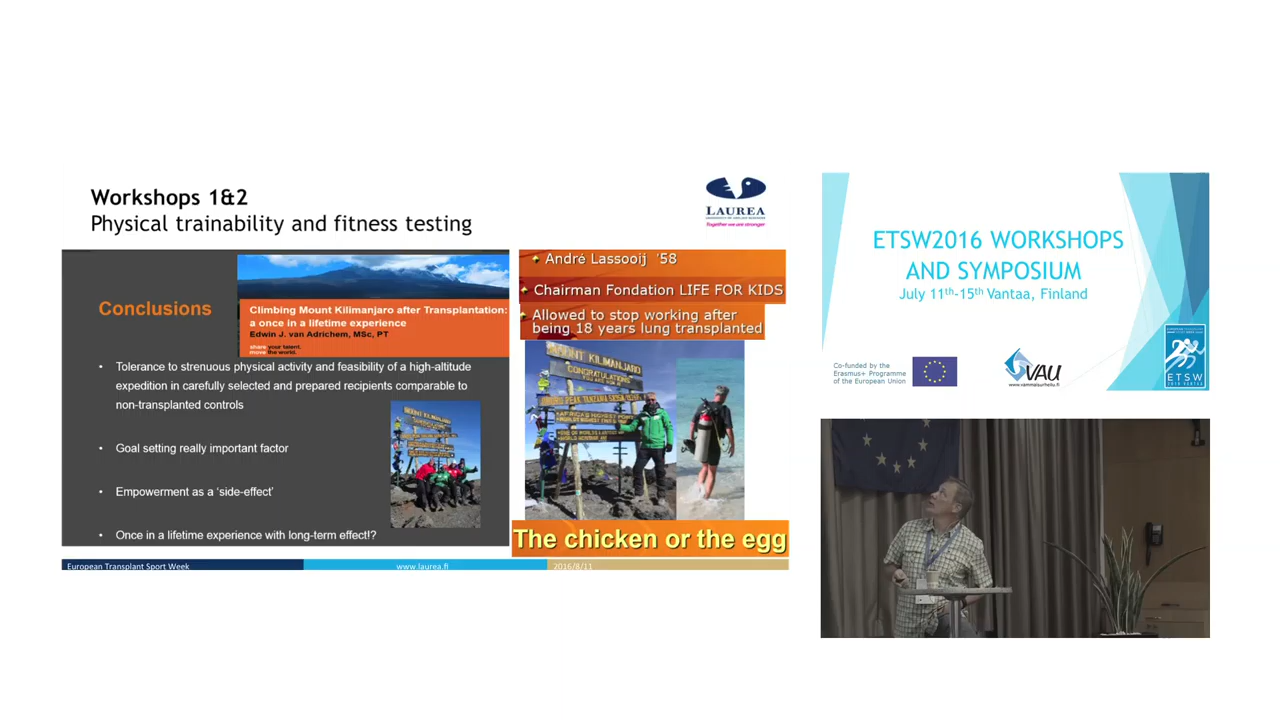 Workshops 1&2
Physical trainability and fitness testing
LAUREA
Together we are stronger
Conclusions
Climbing Mount Kilimanjaro after Transplantation:
a once in a lifetime experience
Edwin J. van Adrichem, MSc, PT
share your talent.
move the world.
• Tolerance to strenuous physical activity and feasibility of a high-altitude
expedition in carefully selected and prepared recipients comparable to
non-transplanted controls
• Goal setting really important factor
• Empowerment as a 'side-effect'
• Once in a lifetime experience with long-term effect!?
André Lassooij '58
Chairman Fondation LIFE FOR KIDS
Allowed to stop working after
being 18 years lung transplanted
MOUNT KILIMANJARO
CONGRATULATIONS
The chicken or the egg
European Transplant Sport Week
www.laurea.fi
2016/8/11
ETSW2016 WORKSHOPS
AND SYMPOSIUM
July 11th-15th Vantaa, Finland
Co-funded by the
Erasmus+ Programme
of the European Union
VAU
www.vammaisurheilu.fi
ETSW